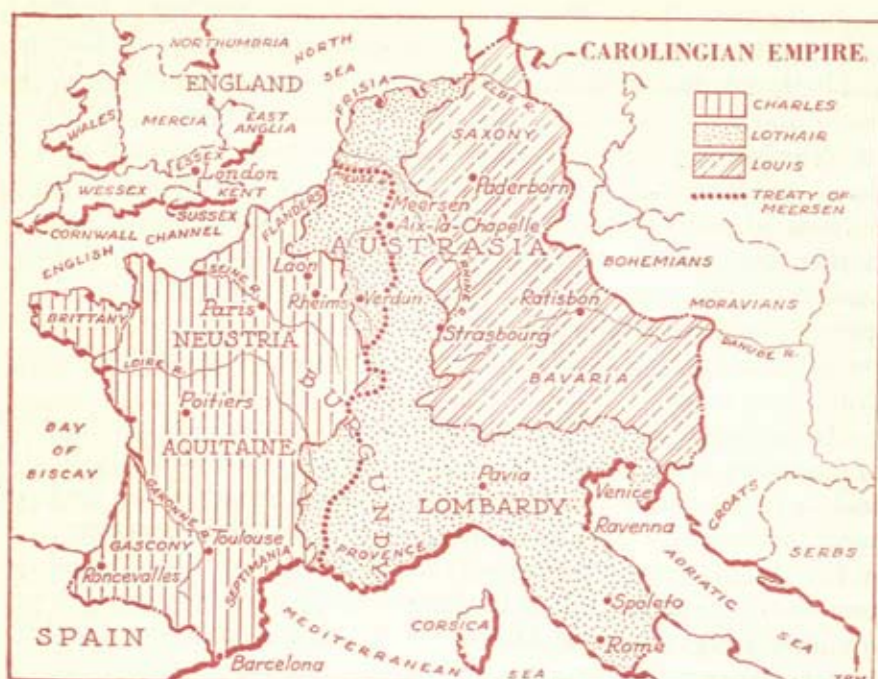 CAROLINGIAN EMPIRE.
CHARLES
LOTHAIR
LOUIS
TREATY OF
MEERSEN
NORTHUMBRIA
NORTH
SEA
ENGLAND
WALES
MERCIA
EAST
ANGLIA
ESSEX
London
WESSEX
KENT
SUSSEX
CORNWALL CHANNEL
ENGLISH
FRISIA
ELBE R.
SAXONY
Paderborn
MEUSE
Meersen
Aix-la-Chapelle
FLANDERS
AUSTRASIA
Laon
Rheims
Verdun
SEINE R.
Paris
BRITTANY
NEUSTRIA
RHINE R.
Strasbourg
Ratisbon
BOHEMIANS
MORAVIANS
DANUBE R.
BAVARIA
LOIRE R.
Poitiers
AQUITAINE
BURGUNDY
BAY
OF
BISCAY
GARONNE R.
GASCONY
Toulouse
Roncevalles
SEPTIMANIA
PROVENCE
Pavia
LOMBARDY
Venice
Ravenna
CROATS
SERBS
ADRIATIC
SEA
Spoleto
Rome
CORSICA
SPAIN
Barcelona
MEDITERRANEAN
SEA